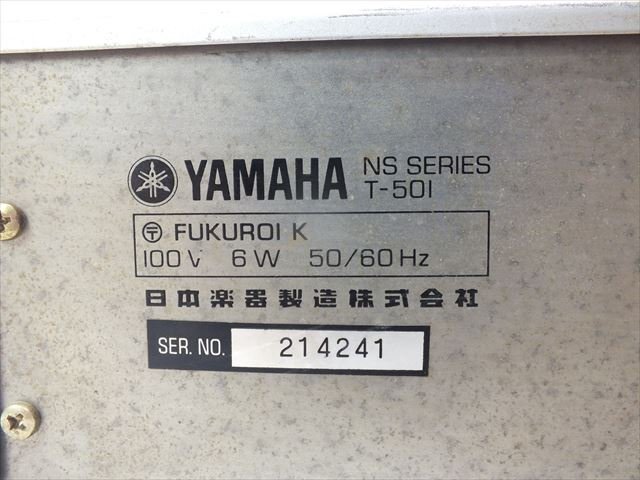 YAMAHA NS SERIES
T-501
〒 FUKUROI K
100V 6W 50/60Hz
日本楽器製造株式会社
SER. NO. 214241